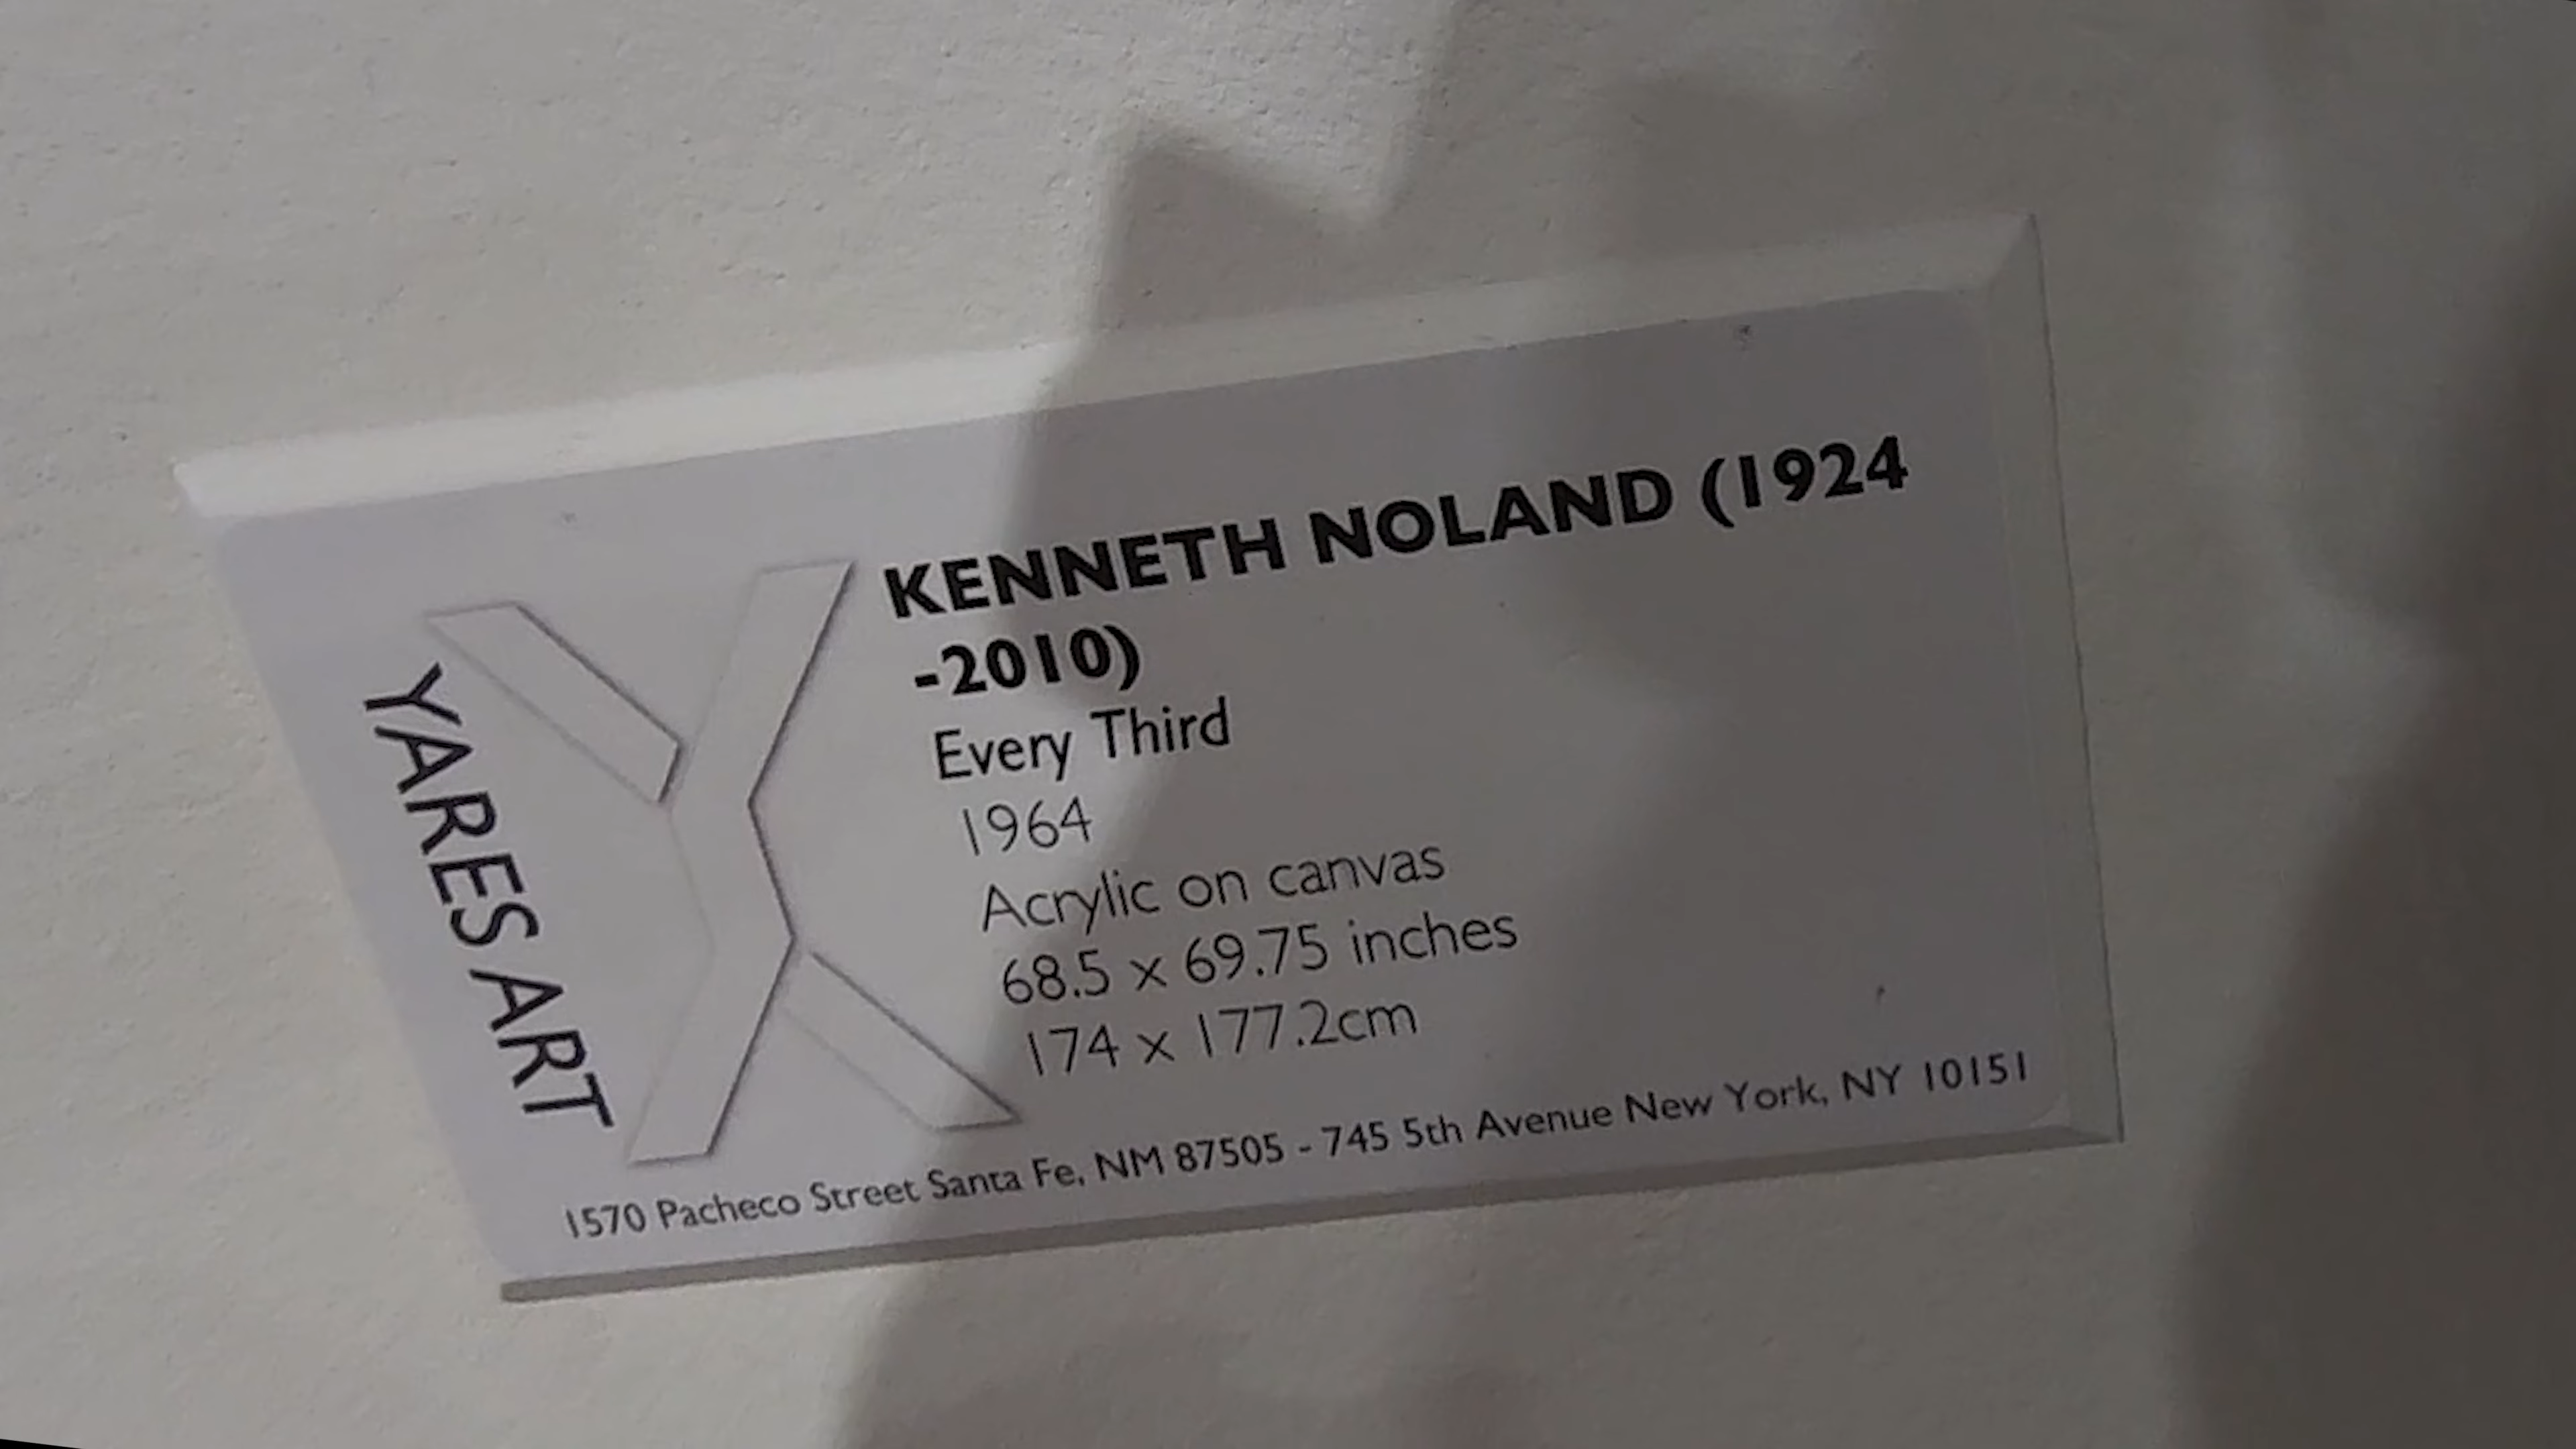 YARES ART
KENNETH NOLAND (1924
-2010)
Every Third
1964
Acrylic on canvas
68.5 x 69.75 inches
174 x 177.2cm
1570 Pacheco Street Santa Fe, NM 87505 - 745 5th Avenue New York, NY 10151